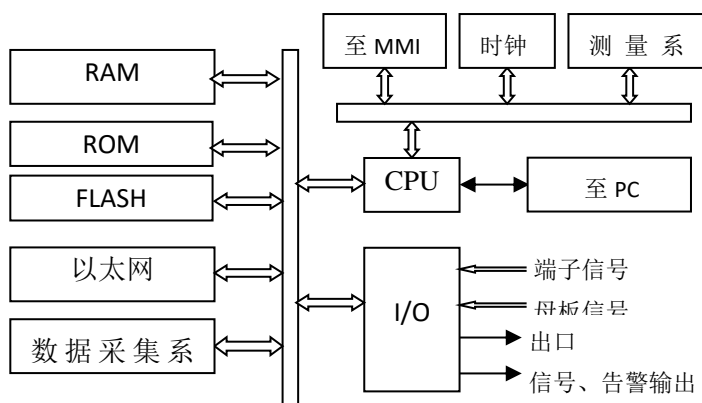 至 MMI
时钟
测 量 系
RAM
ROM
FLASH
以太网
数 据 采 集 系
CPU
至 PC
I/O
端子信号
母板信号
出口
信号、告警输出